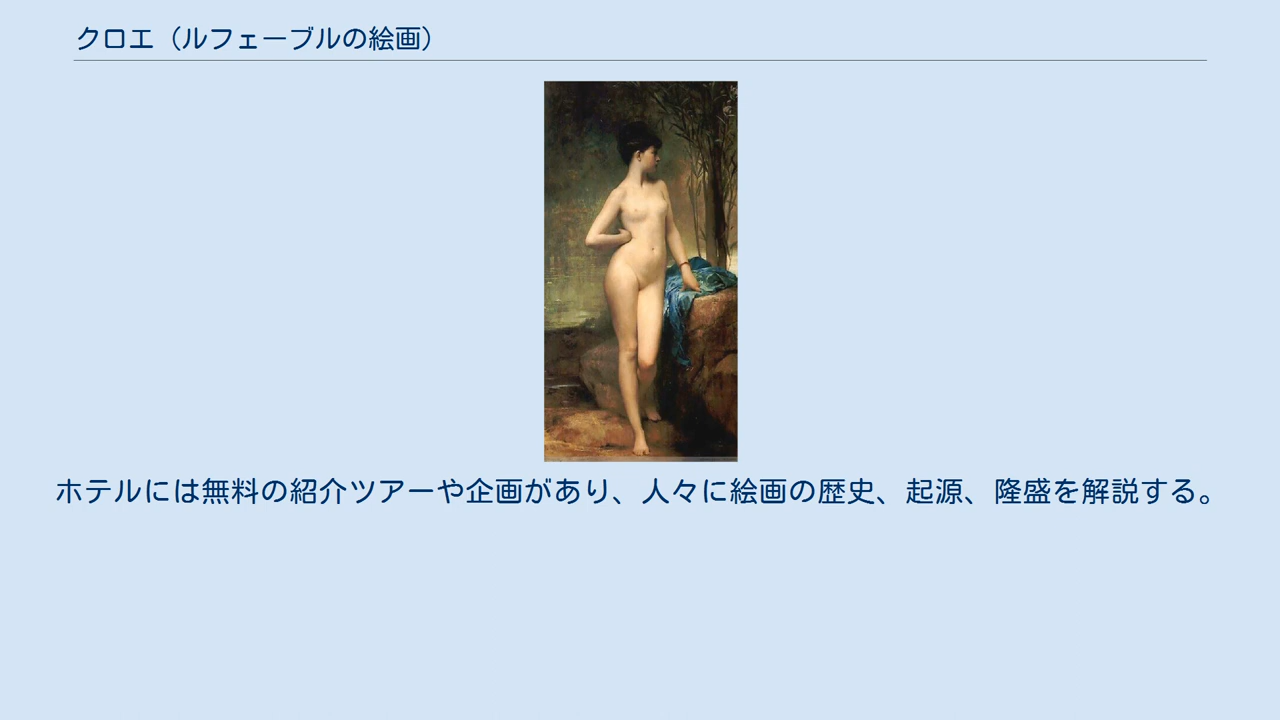 クロエ（ルフェーブルの絵画）
ホテルには無料の紹介ツアーや企画があり、人々に絵画の歴史、起源、隆盛を解説する。